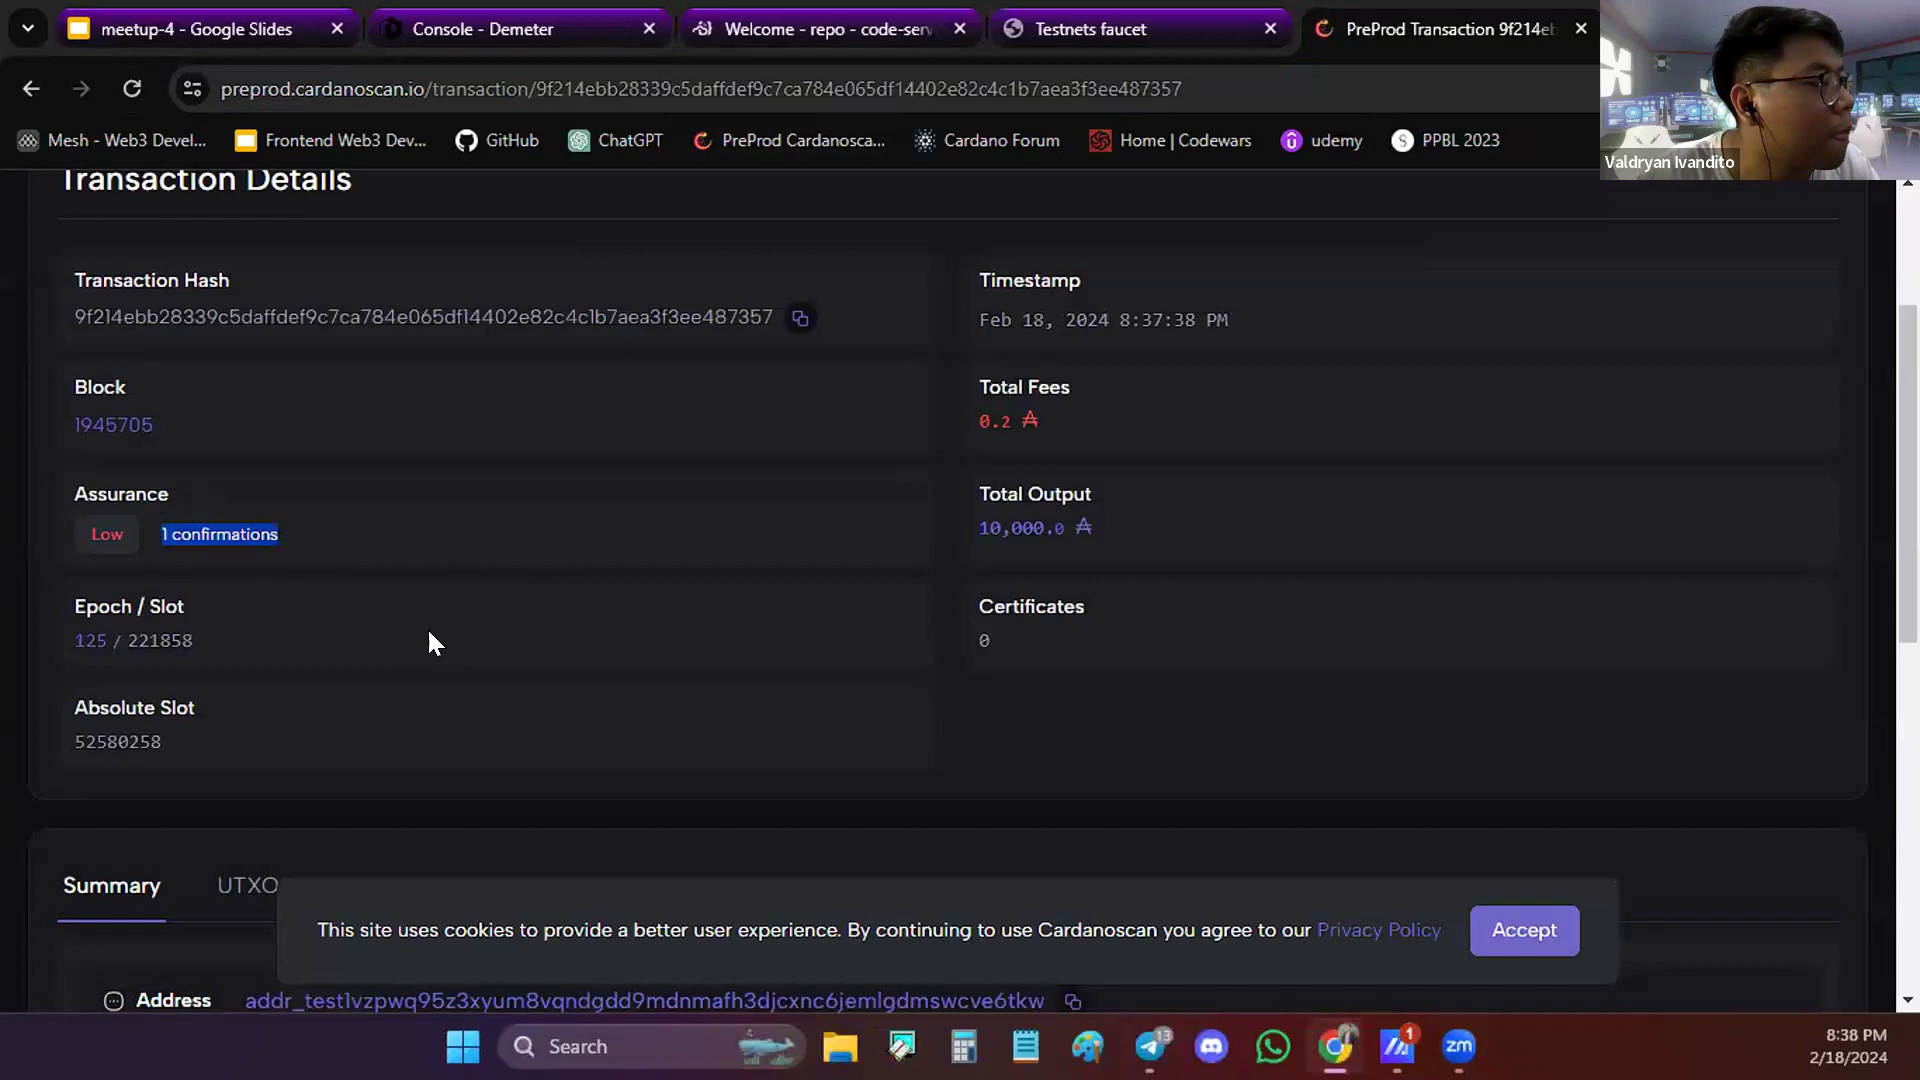 meetup-4 - Google Slides
Console - Demeter
Welcome - repo - code-serv
Testnets faucet
PreProd Transaction 9f214eb
preprod.cardanoscan.io/transaction/9f214ebb28339c5daffdef9c7ca784e065df14402e82c4c1b7aea3f3ee487357
Mesh - Web3 Devel...
Frontend Web3 Dev...
GitHub
ChatGPT
PreProd Cardanosca...
Cardano Forum
Home | Codewars
udemy
PPBL 2023
Valdryan Ivandito
Transaction Details
Transaction Hash
9f214ebb28339c5daffdef9c7ca784e065df14402e82c4c1b7aea3f3ee487357
Timestamp
Feb 18, 2024 8:37:38 PM
Block
1945705
Total Fees
0.2 ₳
Assurance
Low
1 confirmations
Total Output
10,000.0 ₳
Epoch / Slot
125 / 221858
Certificates
0
Absolute Slot
52580258
Summary
UTXO
This site uses cookies to provide a better user experience. By continuing to use Cardanoscan you agree to our Privacy Policy
Accept
Address
addr_test1vzpwq95z3xyum8vqndgdd9mdnmafh3djcxnc6jemlgdmswcve6tkw
Search
13
1
zm
8:38 PM
2/18/2024